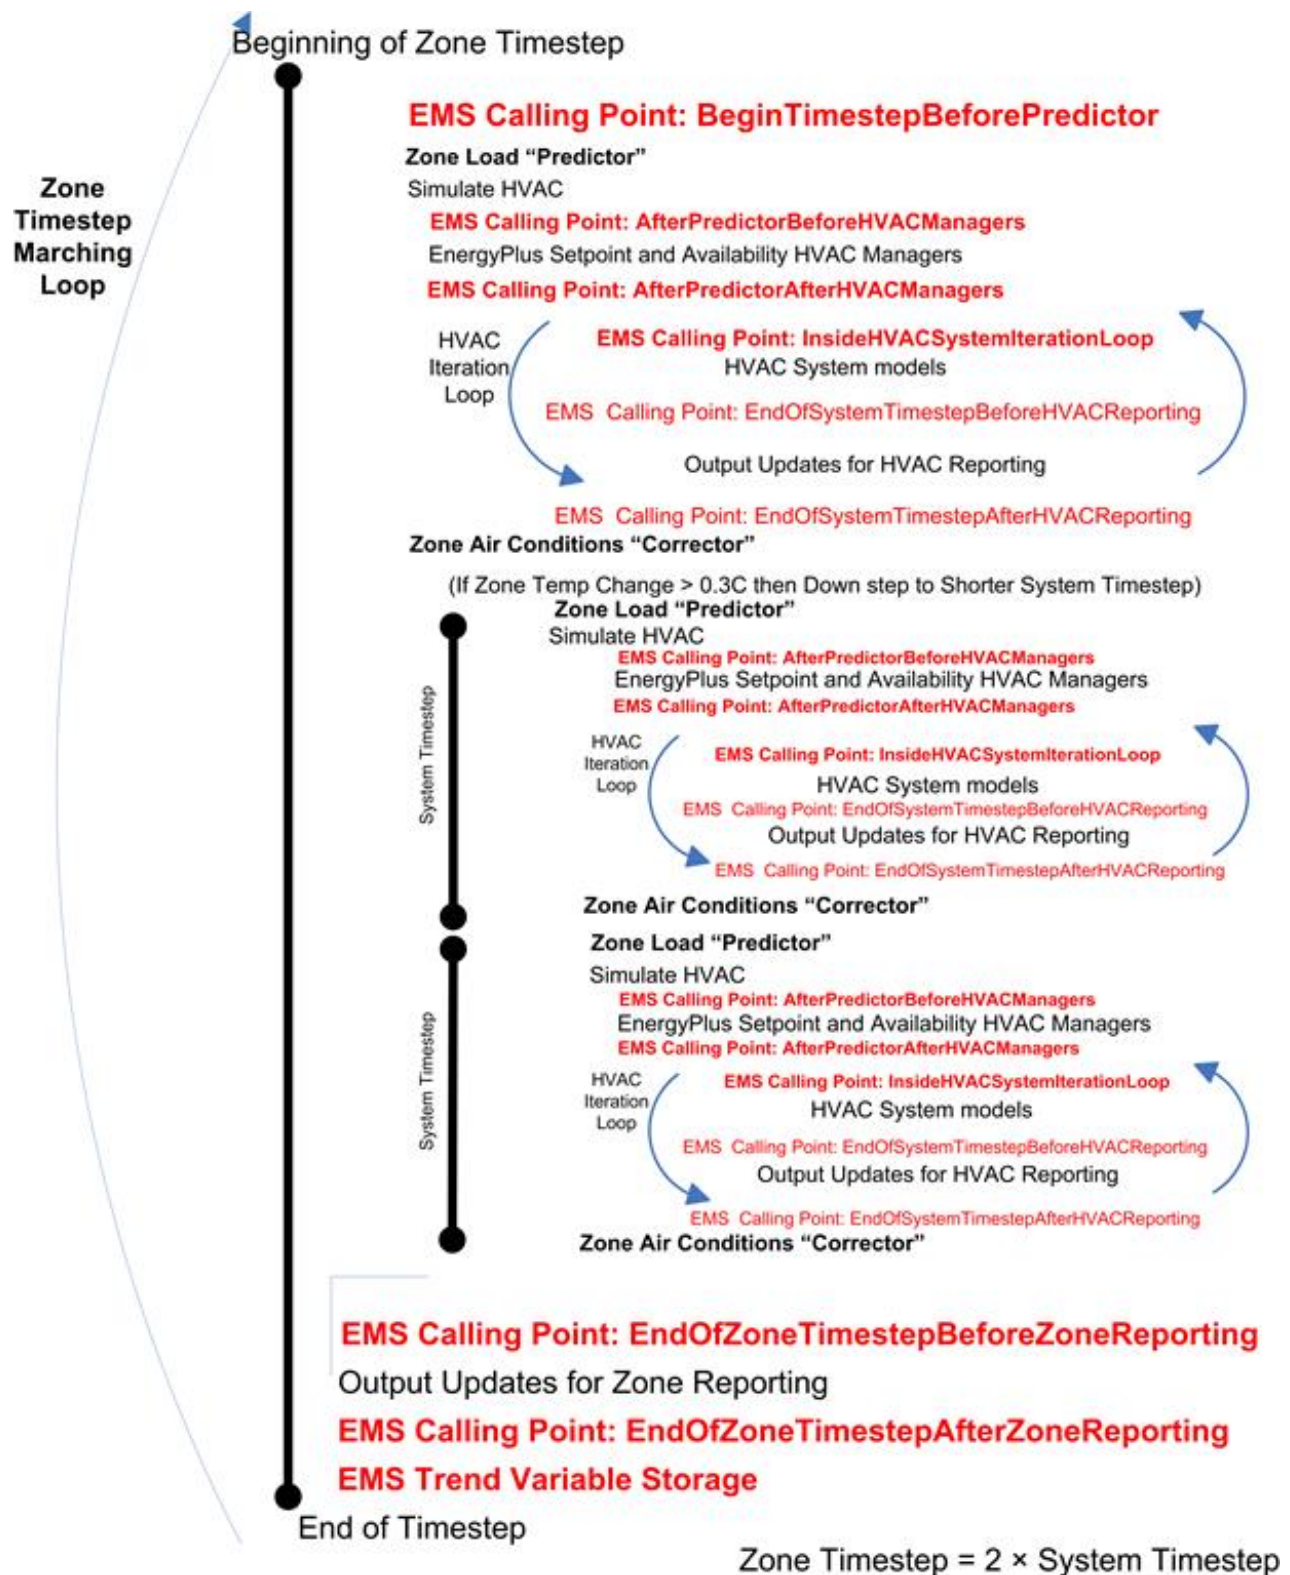 Beginning of Zone Timestep
EMS Calling Point: BeginTimestepBeforePredictor
Zone Load “Predictor”
Simulate HVAC
Zone
Timestep
Marching
Loop
EMS Calling Point: AfterPredictorBeforeHVACManagers
EnergyPlus Setpoint and Availability HVAC Managers
EMS Calling Point: AfterPredictorAfterHVACManagers
HVAC
Iteration
Loop
EMS Calling Point: InsideHVACSystemIterationLoop
HVAC System models
EMS Calling Point: EndOfSystemTimestepBeforeHVACReporting
Output Updates for HVAC Reporting
EMS Calling Point: EndOfSystemTimestepAfterHVACReporting
Zone Air Conditions “Corrector”
(If Zone Temp Change > 0.3C then Down step to Shorter System Timestep)
System Timestep
Zone Load “Predictor”
Simulate HVAC
EMS Calling Point: AfterPredictorBeforeHVACManagers
EnergyPlus Setpoint and Availability HVAC Managers
EMS Calling Point: AfterPredictorAfterHVACManagers
HVAC
Iteration
Loop
EMS Calling Point: InsideHVACSystemIterationLoop
HVAC System models
EMS Calling Point: EndOfSystemTimestepBeforeHVACReporting
Output Updates for HVAC Reporting
EMS Calling Point: EndOfSystemTimestepAfterHVACReporting
Zone Air Conditions “Corrector”
System Timestep
Zone Load “Predictor”
Simulate HVAC
EMS Calling Point: AfterPredictorBeforeHVACManagers
EnergyPlus Setpoint and Availability HVAC Managers
EMS Calling Point: AfterPredictorAfterHVACManagers
HVAC
Iteration
Loop
EMS Calling Point: InsideHVACSystemIterationLoop
HVAC System models
EMS Calling Point: EndOfSystemTimestepBeforeHVACReporting
Output Updates for HVAC Reporting
EMS Calling Point: EndOfSystemTimestepAfterHVACReporting
Zone Air Conditions “Corrector”
EMS Calling Point: EndOfZoneTimestepBeforeZoneReporting
Output Updates for Zone Reporting
EMS Calling Point: EndOfZoneTimestepAfterZoneReporting
EMS Trend Variable Storage
End of Timestep
Zone Timestep = 2 × System Timestep